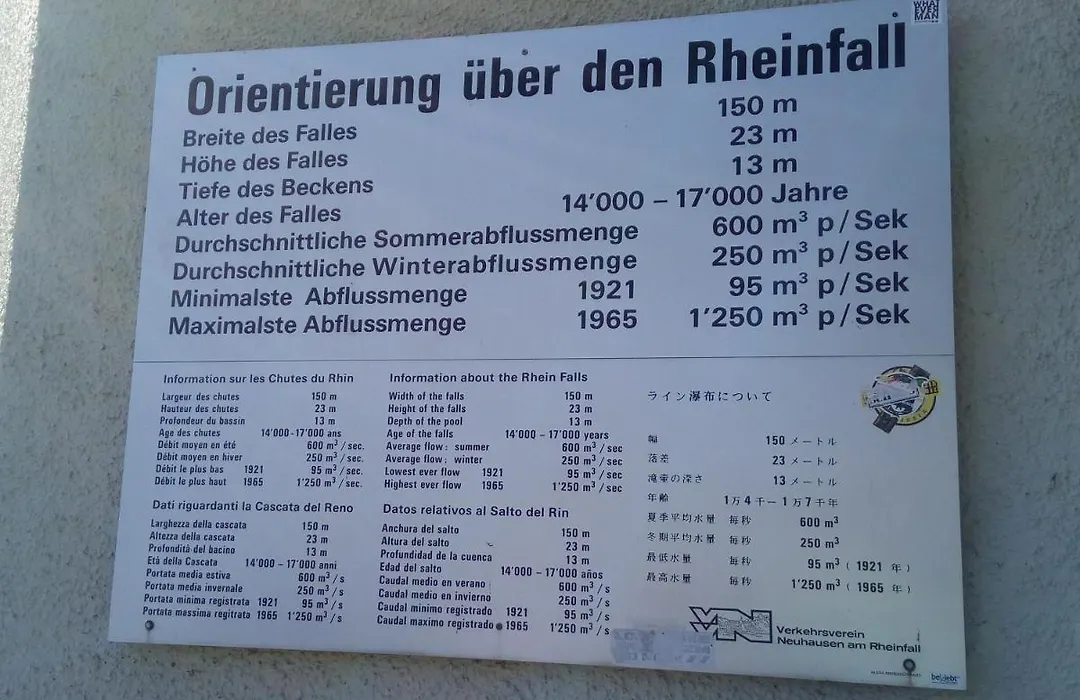 WHAT
EVER
MAN
Orientierung über den Rheinfall
Breite des Falles 150 m
Höhe des Falles 23 m
Tiefe des Beckens 13 m
Alter des Falles 14’000 – 17’000 Jahre
Durchschnittliche Sommerabflussmenge 600 m³ p/Sek
Durchschnittliche Winterabflussmenge 250 m³ p/Sek
Minimalste Abflussmenge 1921 95 m³ p/Sek
Maximalste Abflussmenge 1965 1’250 m³ p/Sek
Information sur les Chutes du Rhin
Largeur des chutes 150 m
Hauteur des chutes 23 m
Profondeur du bassin 13 m
Age des chutes 14’000-17’000 ans
Débit moyen en été 600 m³/sec.
Débit moyen en hiver 250 m³/sec.
Débit le plus bas 1921 95 m³/sec.
Débit le plus haut 1965 1’250 m³/sec.
Information about the Rhein Falls
Width of the falls 150 m
Height of the falls 23 m
Depth of the pool 13 m
Age of the falls 14’000 – 17’000 years
Average flow: summer 600 m³/sec
Average flow: winter 250 m³/sec
Lowest ever flow 1921 95 m³/sec
Highest ever flow 1965 1’250 m³/sec
ライン瀑布について
幅 150 メートル
落差 23 メートル
滝壷の深さ 13 メートル
年齢 1万4千ー1万7千年
夏季平均水量 毎秒 600 m³
冬期平均水量 毎秒 250 m³
最低水量 毎秒 95 m³ (1921 年)
最高水量 毎秒 1’250 m³ (1965 年)
Dati riguardanti la Cascata del Reno
Larghezza della cascata 150 m
Altezza della cascata 23 m
Profondità del bacino 13 m
Età della Cascata 14’000 – 17’000 anni
Portata media estiva 600 m³/s
Portata media invernale 250 m³/s
Portata minima registrata 1921 95 m³/s
Portata massima regitrata 1965 1’250 m³/s
Datos relativos al Salto del Rin
Anchura del salto 150 m
Altura del salto 23 m
Profundidad de la cuenca 13 m
Edad del salto 14’000 – 17’000 años
Caudal medio en verano 600 m³/s
Caudal medio en invierno 250 m³/s
Caudal mínimo registrado 1921 95 m³/s
Caudal maximo registrado 1965 1’250 m³/s
VVN
Verkehrsverein
Neuhausen am Rheinfall